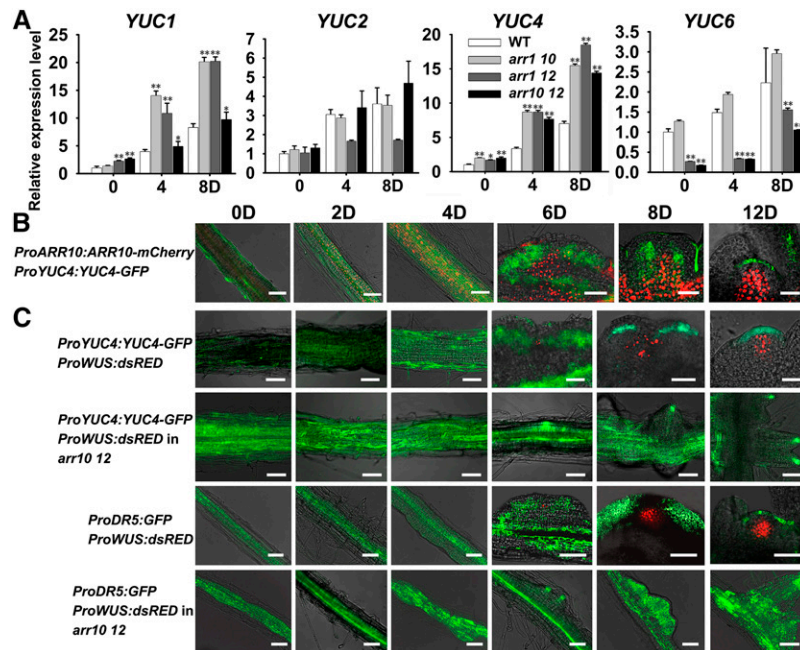 A
YUC1
YUC2
YUC4
YUC6
Relative expression level
25
20
15
10
5
0
0 4 8D
7
6
5
4
3
2
1
0
0 4 8D
20
15
10
5
0
0 4 8D
3.5
3.0
2.5
2.0
1.5
1.0
0.5
0.0
0 4 8D
WT
arr1 10
arr1 12
arr10 12
** ** ** ** * ** ** *
** * ** ** ** ** ** ** **
** ** ** ** ** **
B
0D 2D 4D 6D 8D 12D
ProARR10:ARR10-mCherry
ProYUC4:YUC4-GFP
C
ProYUC4:YUC4-GFP
ProWUS:dsRED
ProYUC4:YUC4-GFP
ProWUS:dsRED in
arr10 12
ProDR5:GFP
ProWUS:dsRED
ProDR5:GFP
ProWUS:dsRED in
arr10 12